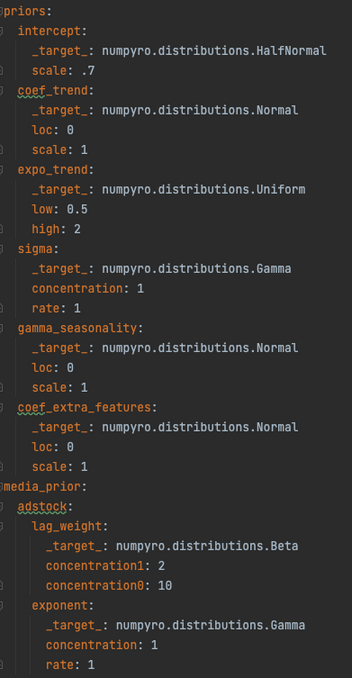 priors:
intercept:
_target_: numpyro.distributions.HalfNormal
scale: .7
coef_trend:
_target_: numpyro.distributions.Normal
loc: 0
scale: 1
expo_trend:
_target_: numpyro.distributions.Uniform
low: 0.5
high: 2
sigma:
_target_: numpyro.distributions.Gamma
concentration: 1
rate: 1
gamma_seasonality:
_target_: numpyro.distributions.Normal
loc: 0
scale: 1
coef_extra_features:
_target_: numpyro.distributions.Normal
loc: 0
scale: 1
media_prior:
adstock:
lag_weight:
_target_: numpyro.distributions.Beta
concentration1: 2
concentration0: 10
exponent:
_target_: numpyro.distributions.Gamma
concentration: 1
rate: 1